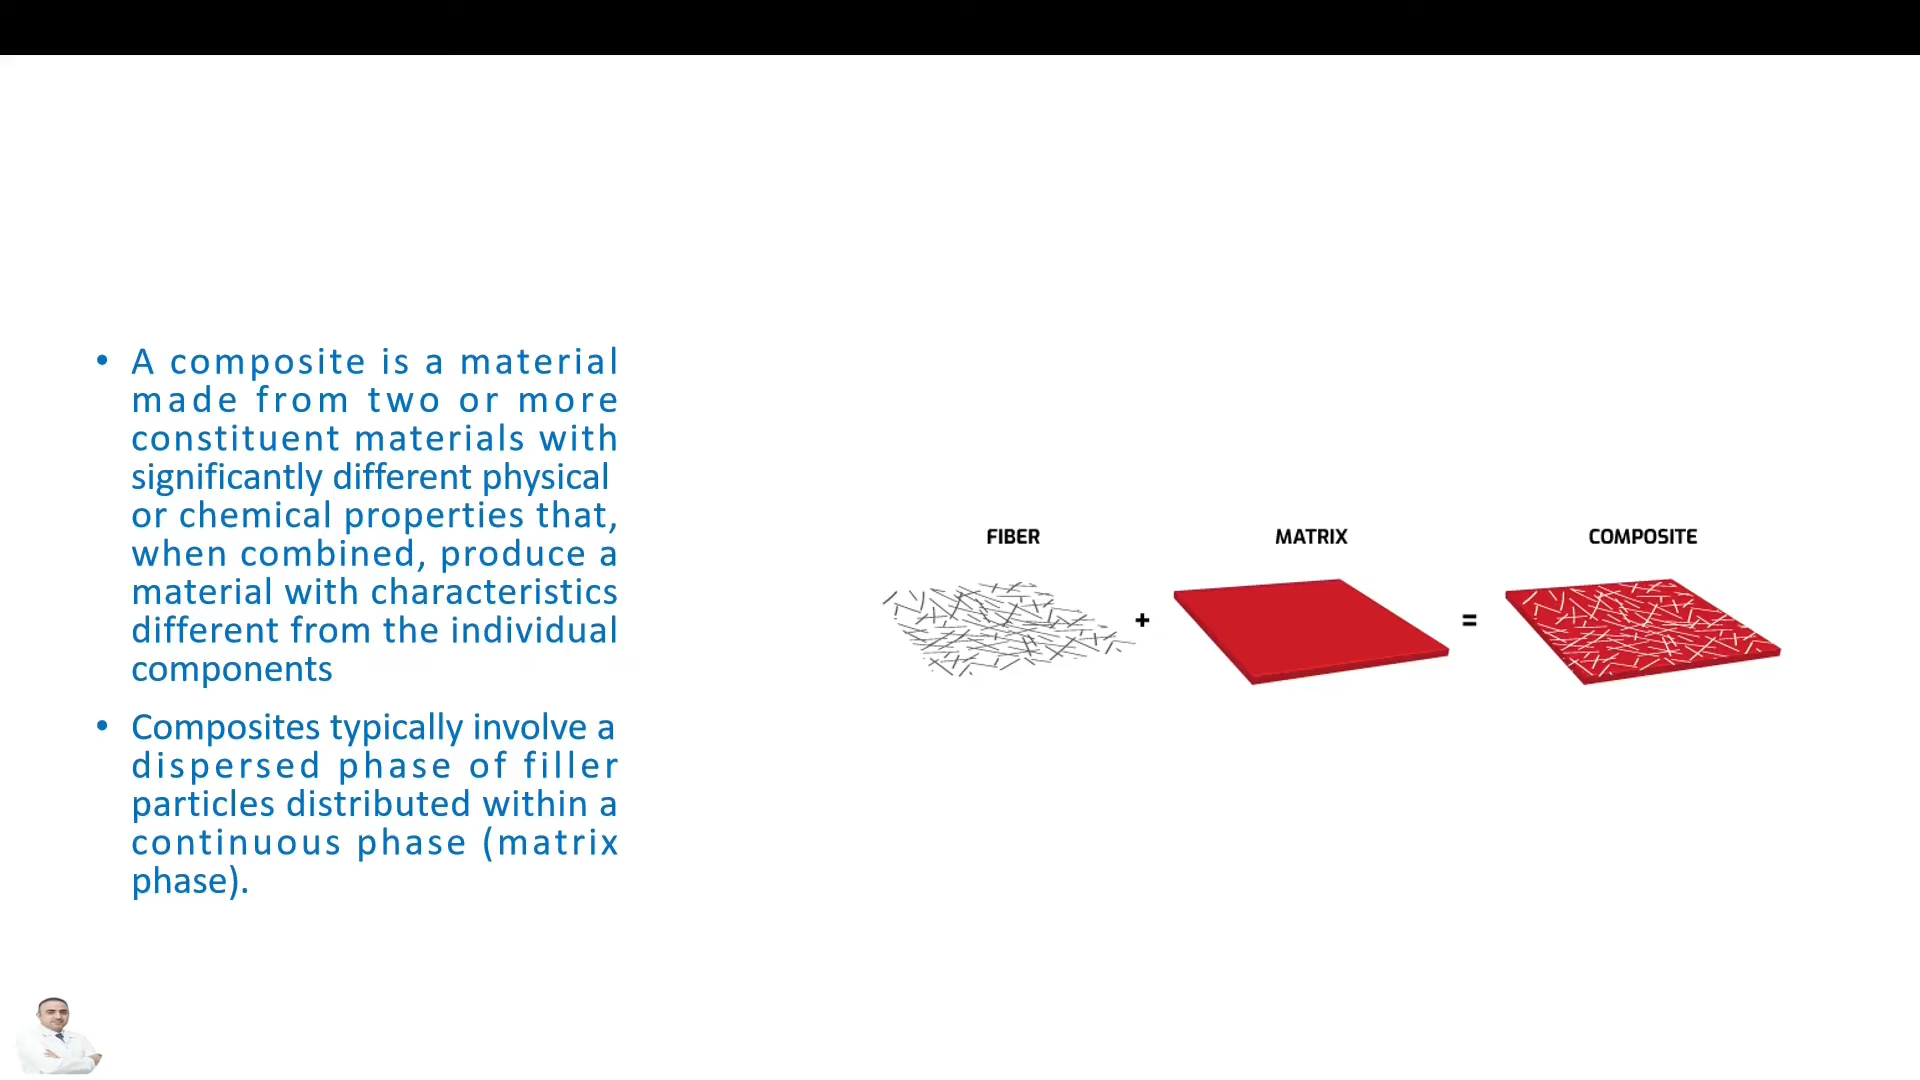 • A composite is a material
made from two or more
constituent materials with
significantly different physical
or chemical properties that,
when combined, produce a
material with characteristics
different from the individual
components
• Composites typically involve a
dispersed phase of filler
particles distributed within a
continuous phase (matrix
phase).
FIBER
MATRIX
COMPOSITE
+
=